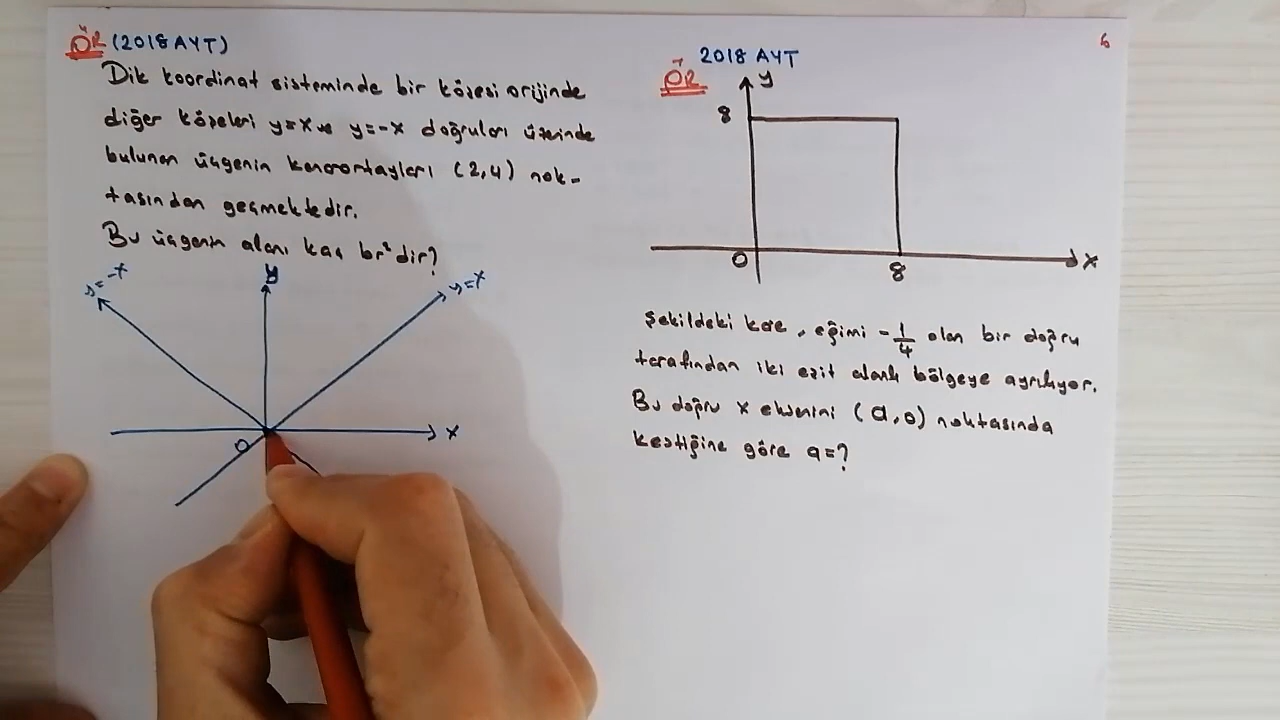 ÖR (2018 AYT)
Dik koordinat sisteminde bir köşesi orijinde
diğer köşeleri y=x ve y=-x doğruları üzerinde
bulunan üçgenin kenarortayları (2,4) nok-
tasından geçmektedir.
Bu üçgenin alanı kaç br² dir?
y=-x
y
y=x
x
O
6
2018 AYT
ÖR
y
8
O
8
x
Şekildeki kare, eğimi -1/4 olan bir doğru
tarafından iki eşit alanlı bölgeye ayrılıyor.
Bu doğru x eksenini (a,0) noktasında
kestiğine göre a=?